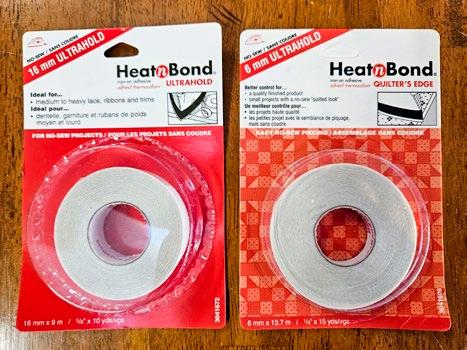 NO-SEW / SANS COUDRE
16 mm ULTRAHOLD
HeatnBond
iron-on adhesive
adhésif thermocollant
ULTRAHOLD
Ideal for...
• medium to heavy lace, ribbons and trims
Idéal pour...
• dentelle, garniture et rubans de poids
moyen et lourd
FOR NO-SEW PROJECTS / POUR LES PROJETS SANS COUDRE
16 mm x 9 m / ⅝" x 10 yds/vgs
3041672
NO-SEW / SANS COUDRE
6 mm ULTRAHOLD
HeatnBond®
iron-on adhesive
adhésif thermocollant
QUILTER'S EDGE
Better control for...
• a quality finished product
• small projects with a no-sew 'quilted look'
Un meilleur contrôle pour...
• les projets haute qualité
• les petites projet avec le semblance de piquage,
mais sans coudre
EASY NO-SEW PIECING / ASSEMBLAGE SANS COUDRE
6 mm x 13.7 m / ¼" x 15 yds/vgs